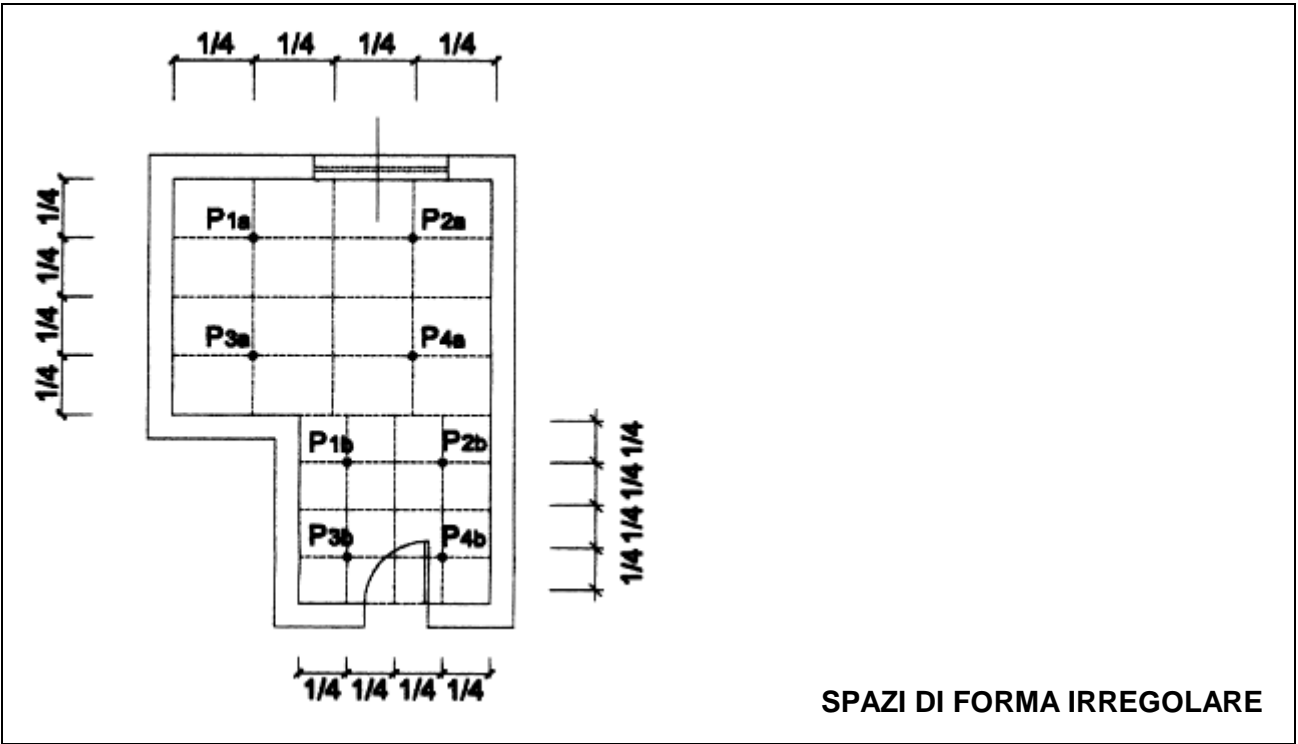 1/4 1/4 1/4 1/4
1/4
1/4
1/4
1/4
P1a P2a
P3a P4a
P1b P2b
P3b P4b
1/4 1/4 1/4 1/4
1/4 1/4 1/4 1/4
SPAZI DI FORMA IRREGOLARE